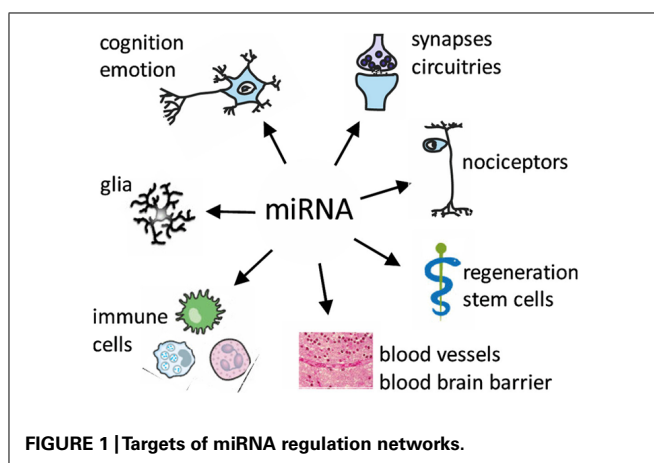 cognition
emotion
synapses
circuitries
nociceptors
glia
miRNA
regeneration
stem cells
immune
cells
blood vessels
blood brain barrier
FIGURE 1 | Targets of miRNA regulation networks.